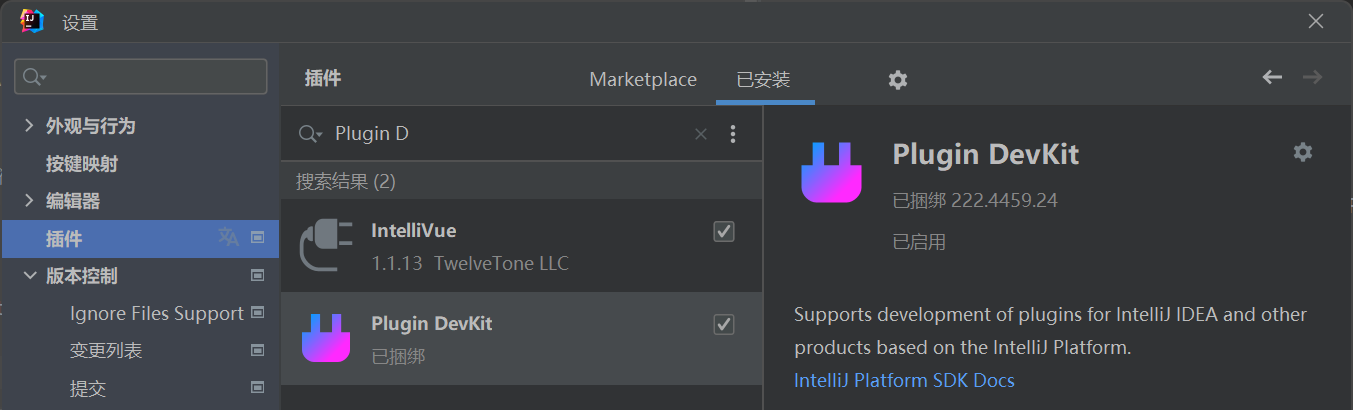 设置
外观与行为
按键映射
编辑器
插件
版本控制
Ignore Files Support
变更列表
提交
插件
Marketplace
已安装
Plugin D
搜索结果 (2)
IntelliVue
1.1.13 TwelveTone LLC
Plugin DevKit
已捆绑
Plugin DevKit
已捆绑 222.4459.24
已启用
Supports development of plugins for IntelliJ IDEA and other
products based on the IntelliJ Platform.
IntelliJ Platform SDK Docs